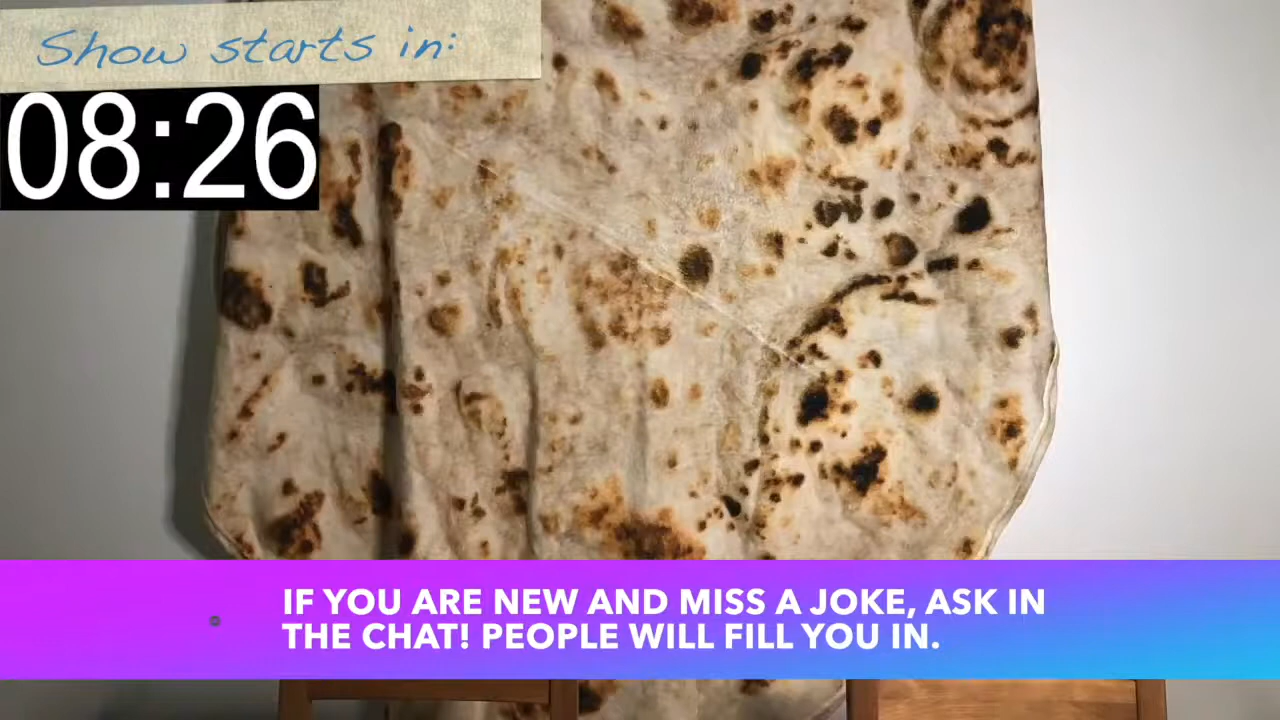 Show starts in:
08:26
IF YOU ARE NEW AND MISS A JOKE, ASK IN
THE CHAT! PEOPLE WILL FILL YOU IN.